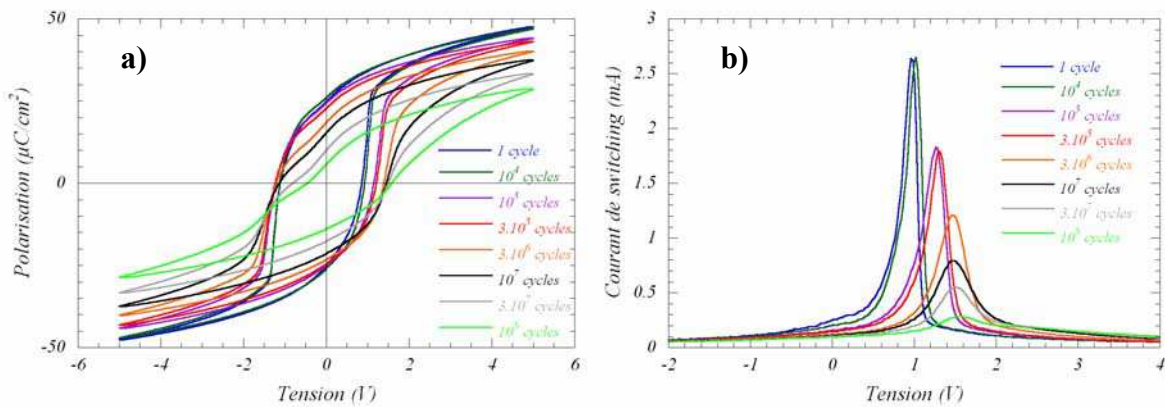 a)
50
0
-50
Polarisation (µC/cm²)
1 cycle
10⁴ cycles
10⁵ cycles
3.10⁵ cycles
3.10⁶ cycles
10⁷ cycles
3.10⁷ cycles
10⁸ cycles
-6 -4 -2 0 2 4 6
Tension (V)
b)
3
2.5
2
1.5
1
0.5
0
Courant de switching (mA)
1 cycle
10⁴ cycles
10⁵ cycles
3.10⁵ cycles
3.10⁶ cycles
10⁷ cycles
3.10⁷ cycles
10⁸ cycles
-2 -1 0 1 2 3 4
Tension (V)